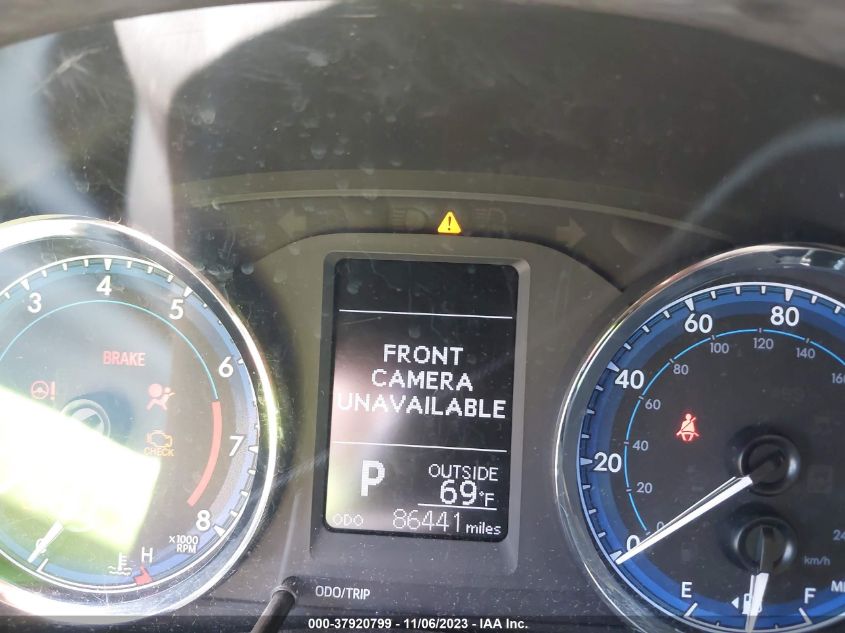 3
4
5
6
7
8
BRAKE
CHECK
x1000
RPM
H
FRONT
CAMERA
UNAVAILABLE
P
OUTSIDE
69°F
ODO 86441 miles
ODO/TRIP
0
20
40
60
80
0
20
40
60
80
100
120
140
160
km/h
E
F
000-37920799 - 11/06/2023 - IAA Inc.